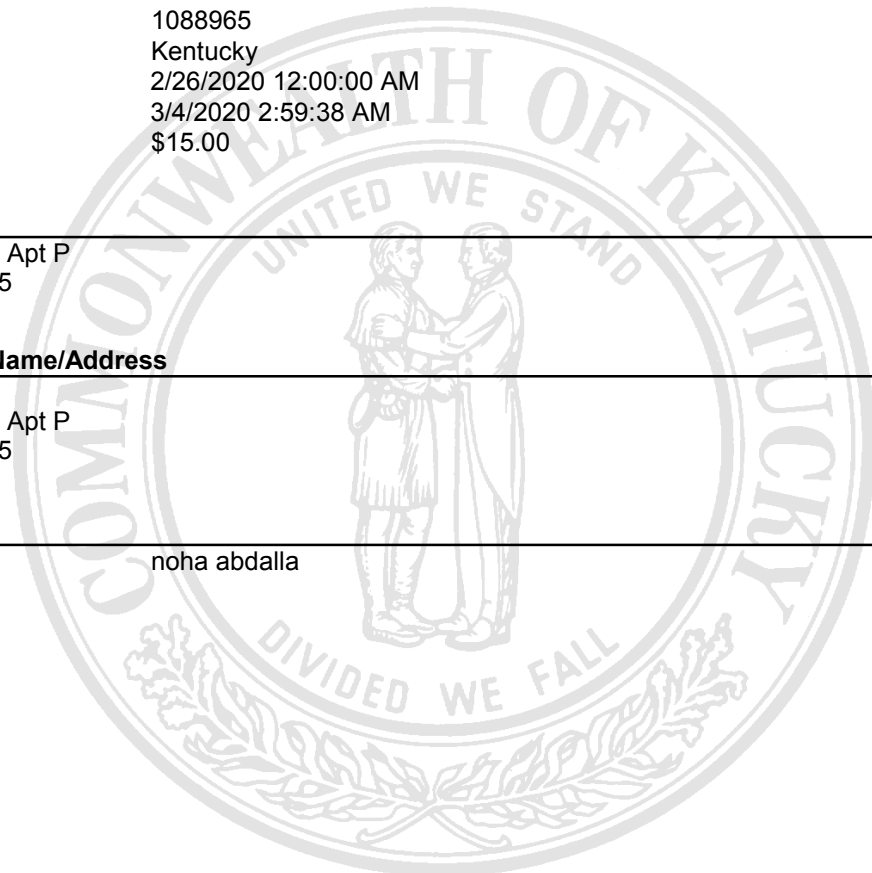 1088965
Kentucky
2/26/2020 12:00:00 AM
3/4/2020 2:59:38 AM
$15.00
Apt P
5
Name/Address
Apt P
5
noha abdalla
COMMONWEALTH OF KENTUCKY
UNITED WE STAND
DIVIDED WE FALL